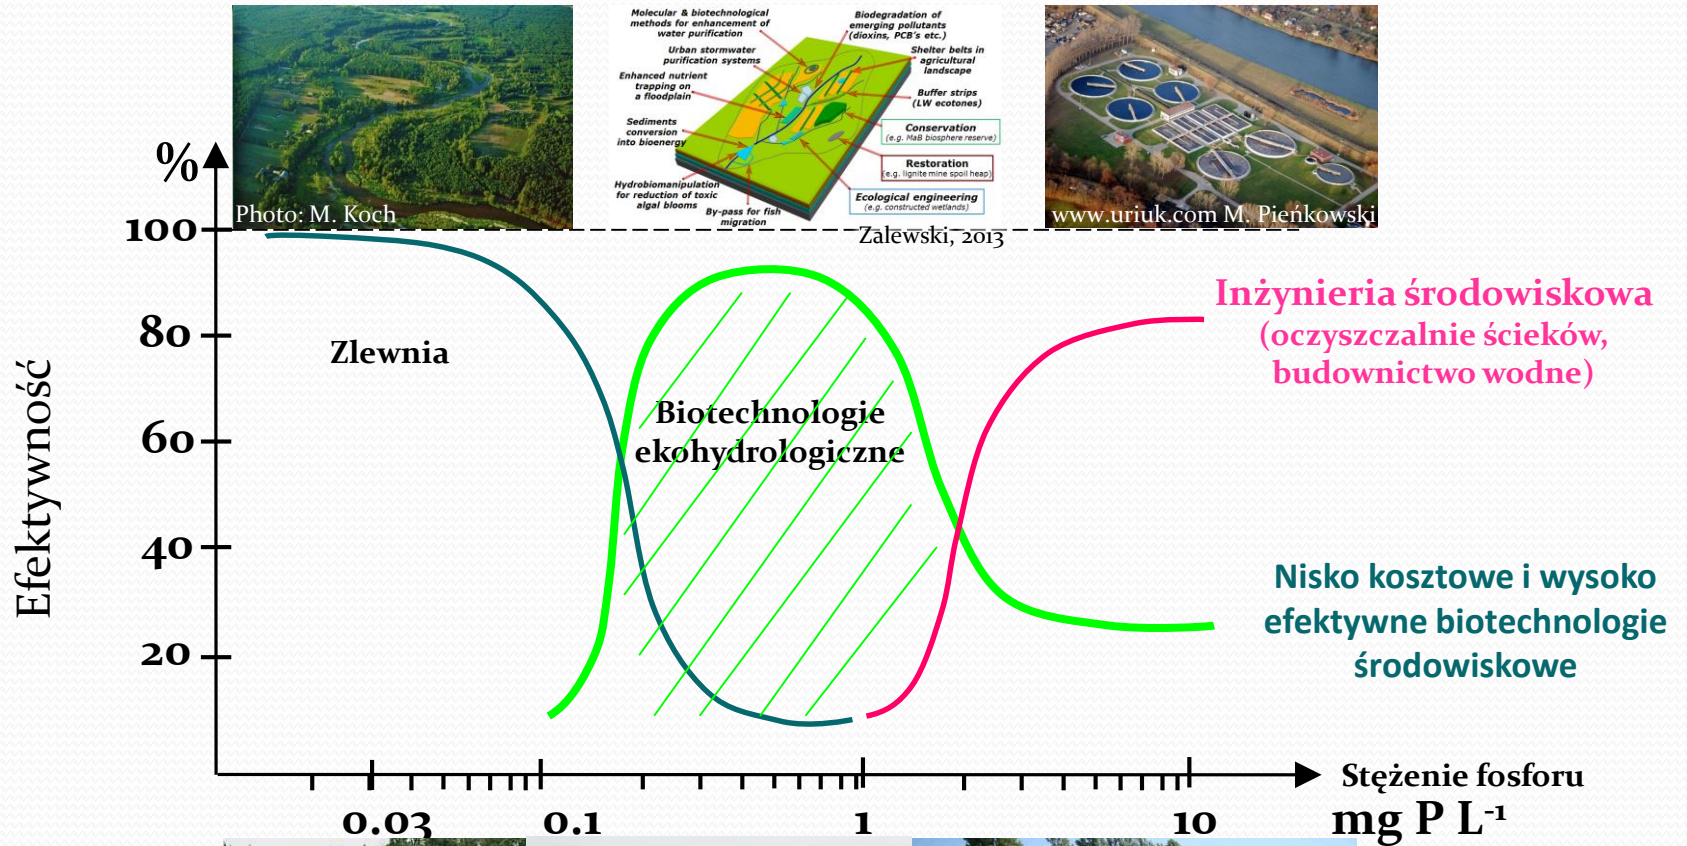 Photo: M. Koch
Molecular & biotechnological
methods for enhancement of
water purification
Urban stormwater
purification systems
Enhanced nutrient
trapping on
a floodplain
Sediments
conversion
into bioenergy
Hydrobiomanipulation
for reduction of toxic
algal blooms
By-pass for fish
migration
Biodegradation of
emerging pollutants
(dioxins, PCB's etc.)
Shelter belts in
agricultural
landscape
Buffer strips
(LW ecotones)
Conservation
(e.g. MaB biosphere reserve)
Restoration
(e.g. lignite mine spoil heap)
Ecological engineering
(e.g. constructed wetlands)
Zalewski, 2013
www.uriuk.com M. Pieńkowski
%
100
80
60
40
20
Efektywność
Zlewnia
Biotechnologie
ekohydrologiczne
Inżynieria środowiskowa
(oczyszczalnie ścieków,
budownictwo wodne)
Nisko kosztowe i wysoko
efektywne biotechnologie
środowiskowe
0.03 0.1 1 10
Stężenie fosforu
mg P L⁻¹